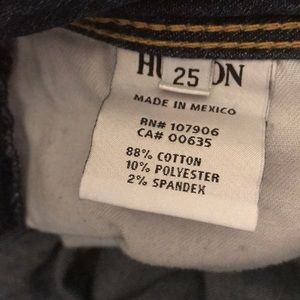 HU ON
25
MADE IN MEXICO
RN# 107906
CA# 00635
88% COTTON
10% POLYESTER
2% SPANDEX